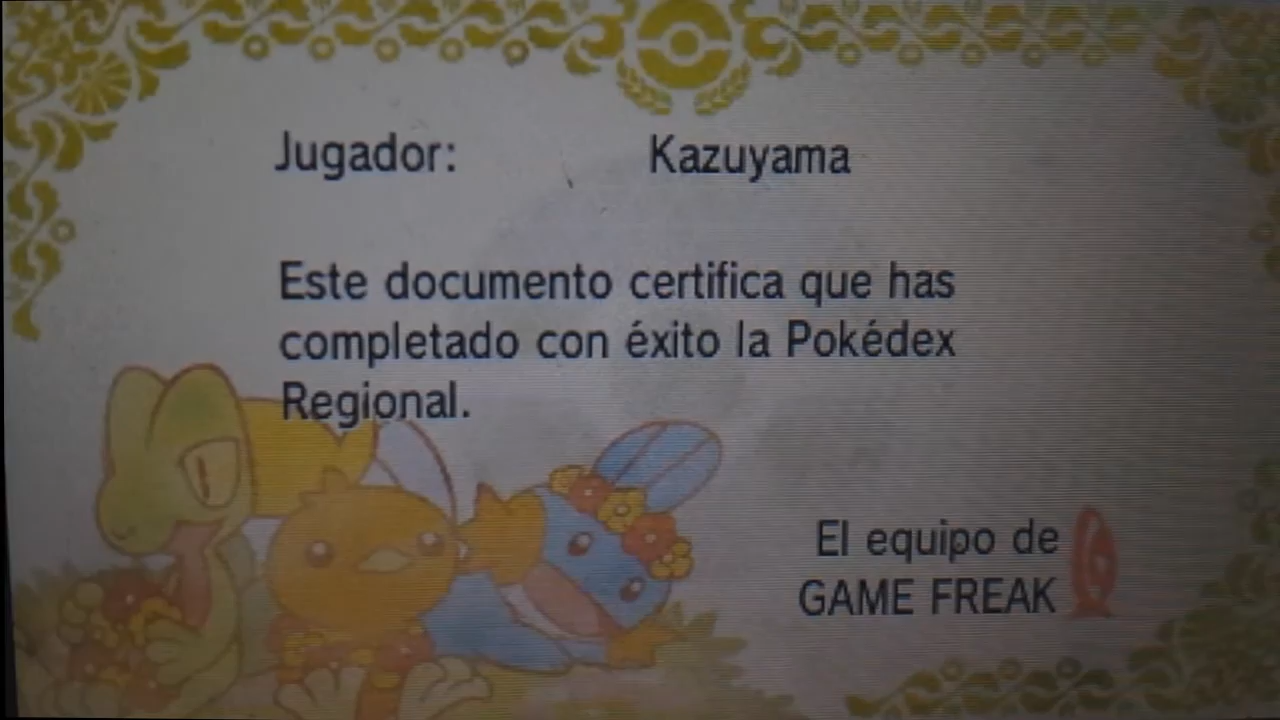 Jugador: Kazuyama
Este documento certifica que has
completado con éxito la Pokédex
Regional.
El equipo de
GAME FREAK